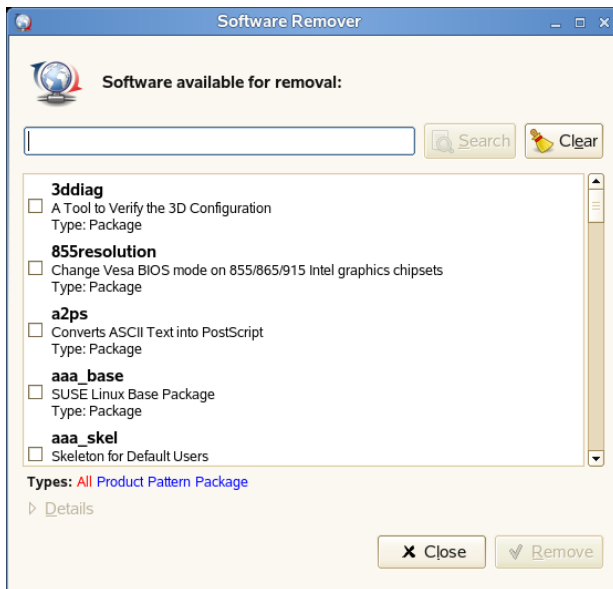 Software Remover
Software available for removal:
Search
Clear
3ddiag
A Tool to Verify the 3D Configuration
Type: Package
855resolution
Change Vesa BIOS mode on 855/865/915 Intel graphics chipsets
Type: Package
a2ps
Converts ASCII Text into PostScript
Type: Package
aaa_base
SUSE Linux Base Package
Type: Package
aaa_skel
Skeleton for Default Users
Types: All Product Pattern Package
Details
Close
Remove